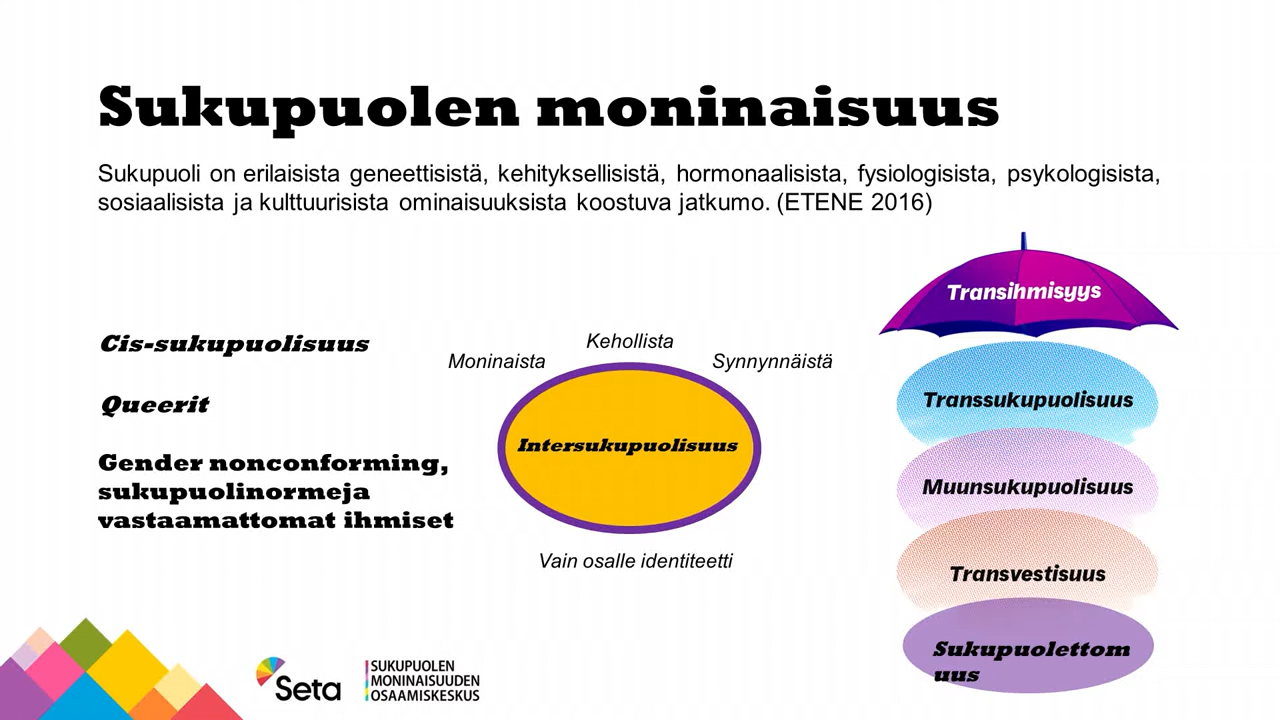 Sukupuolen moninaisuus
Sukupuoli on erilaisista geneettisistä, kehityksellisistä, hormonaalisista, fysiologisista, psykologisista,
sosiaalisista ja kulttuurisista ominaisuuksista koostuva jatkumo. (ETENE 2016)
Cis-sukupuolisuus
Queerit
Gender nonconforming,
sukupuolinormeja
vastaamattomat ihmiset
Kehollista
Moninaista
Synnynnäistä
Intersukupuolisuus
Vain osalle identiteetti
Transihmisyys
Transsukupuolisuus
Muunsukupuolisuus
Transvestisuus
Sukupuolettom
uus
Seta
SUKUPUOLEN
MONINAISUUDEN
OSAAMISKESKUS